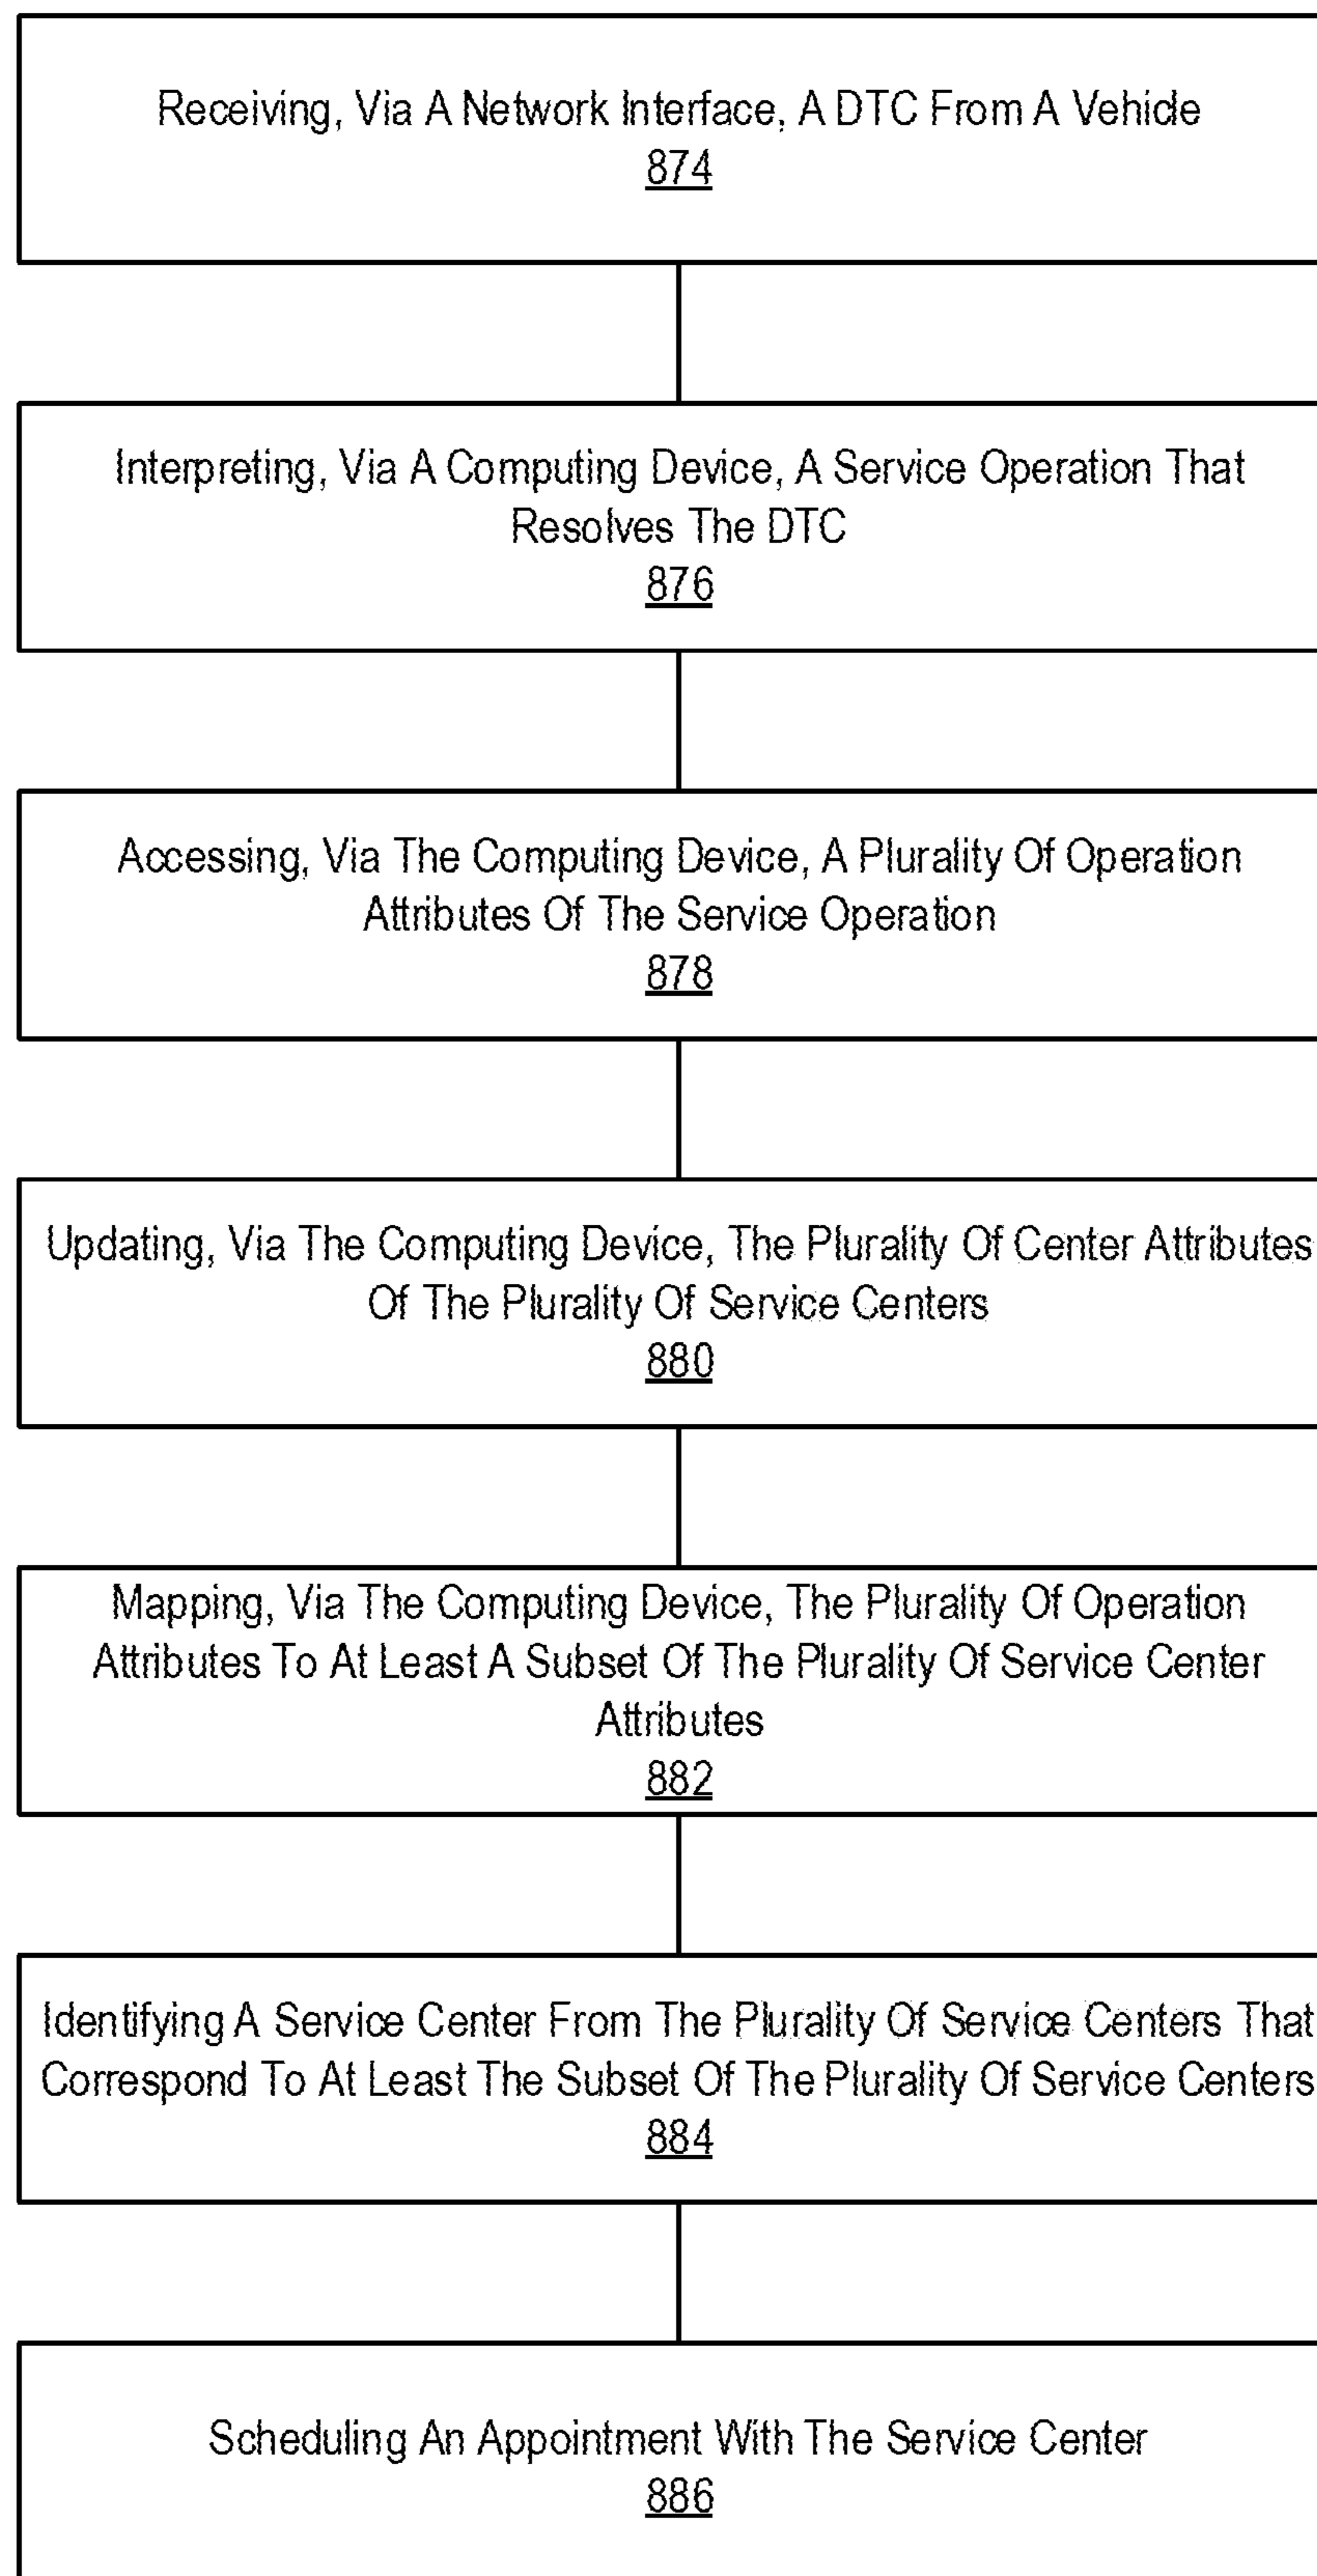 Receiving, Via A Network Interface, A DTC From A Vehicle
874
Interpreting, Via A Computing Device, A Service Operation That
Resolves The DTC
876
Accessing, Via The Computing Device, A Plurality Of Operation
Attributes Of The Service Operation
878
Updating, Via The Computing Device, The Plurality Of Center Attributes
Of The Plurality Of Service Centers
880
Mapping, Via The Computing Device, The Plurality Of Operation
Attributes To At Least A Subset Of The Plurality Of Service Center
Attributes
882
Identifying A Service Center From The Plurality Of Service Centers That
Correspond To At Least The Subset Of The Plurality Of Service Centers
884
Scheduling An Appointment With The Service Center
886